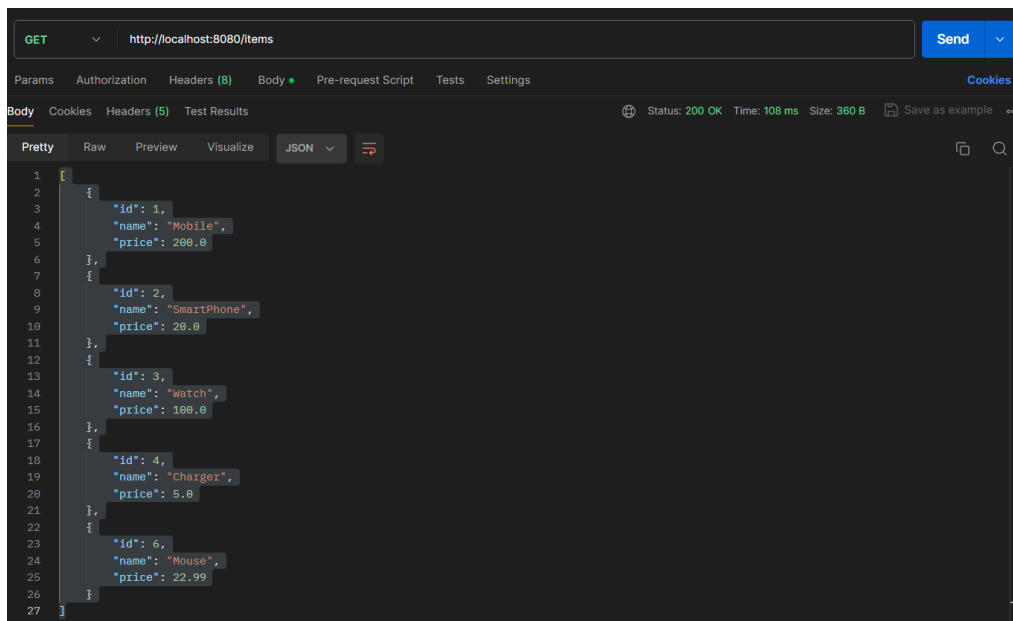 GET http://localhost:8080/items Send
Params Authorization Headers (8) Body Pre-request Script Tests Settings Cookies
Body Cookies Headers (5) Test Results Status: 200 OK Time: 108 ms Size: 360 B Save as example
Pretty Raw Preview Visualize JSON
1 [
2 {
3 "id": 1,
4 "name": "Mobile",
5 "price": 200.0
6 },
7 {
8 "id": 2,
9 "name": "SmartPhone",
10 "price": 20.0
11 },
12 {
13 "id": 3,
14 "name": "Watch",
15 "price": 100.0
16 },
17 {
18 "id": 4,
19 "name": "Charger",
20 "price": 5.0
21 },
22 {
23 "id": 6,
24 "name": "Mouse",
25 "price": 22.99
26 }
27 ]